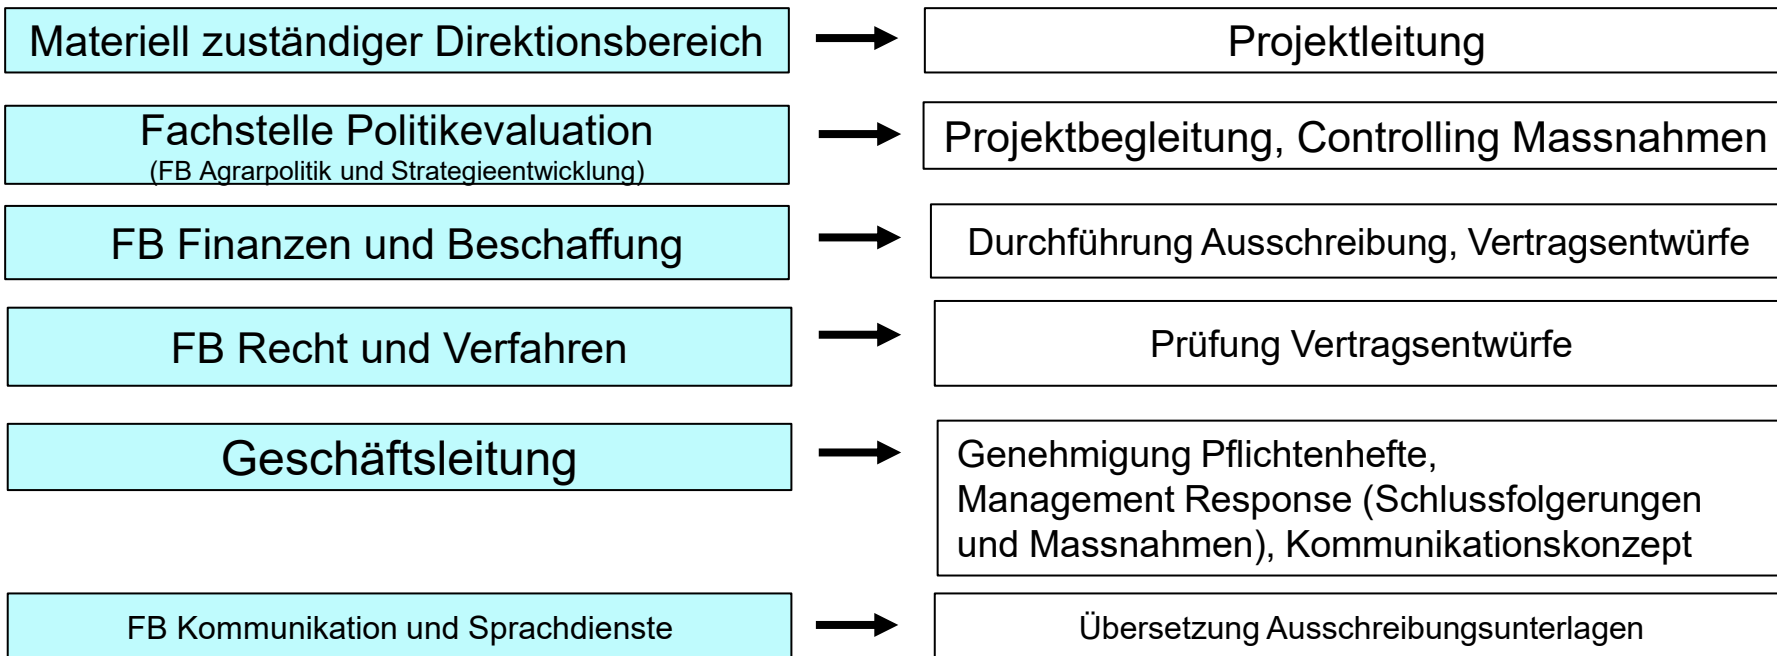 Materiell zuständiger Direktionsbereich
Projektleitung
Fachstelle Politikevaluation
(FB Agrarpolitik und Strategieentwicklung)
Projektbegleitung, Controlling Massnahmen
FB Finanzen und Beschaffung
Durchführung Ausschreibung, Vertragsentwürfe
FB Recht und Verfahren
Prüfung Vertragsentwürfe
Geschäftsleitung
Genehmigung Pflichtenhefte,
Management Response (Schlussfolgerungen
und Massnahmen), Kommunikationskonzept
FB Kommunikation und Sprachdienste
Übersetzung Ausschreibungsunterlagen